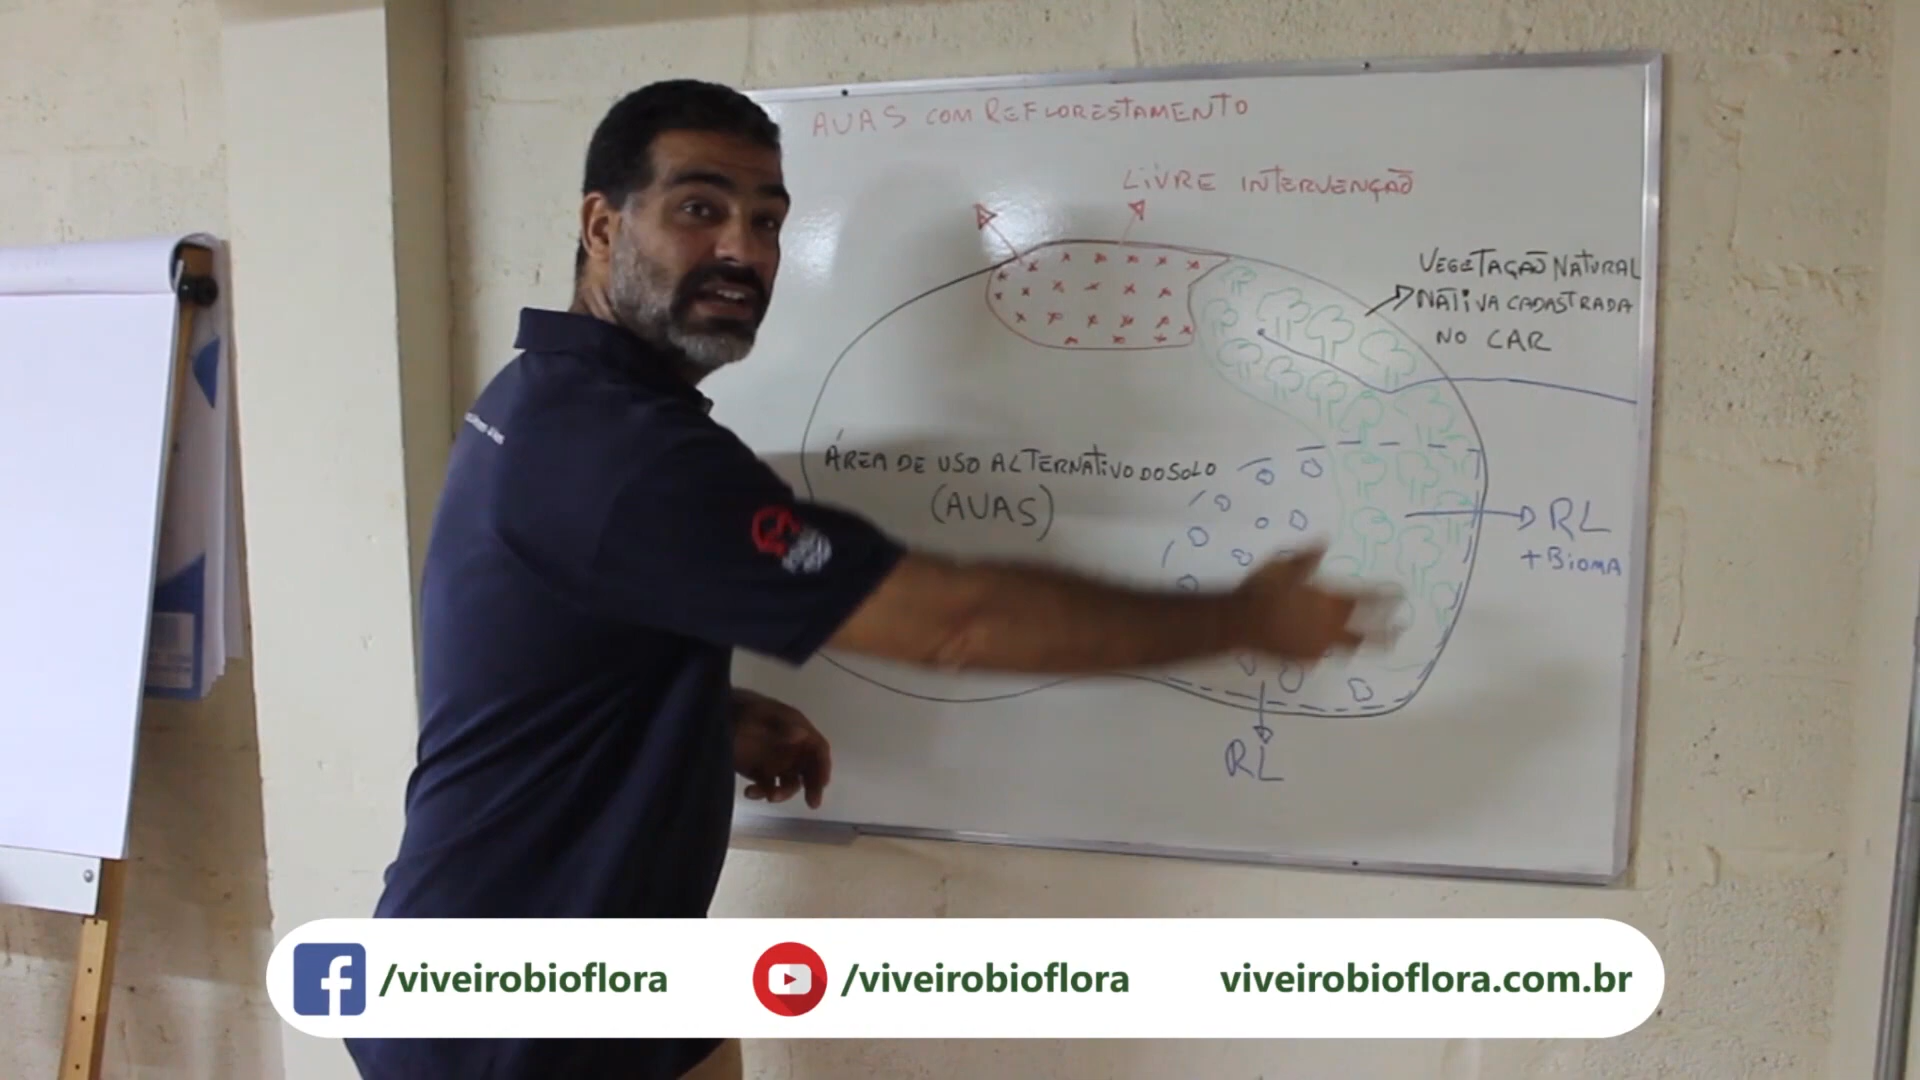 AUAS COM REFLORESTAMENTO
LIVRE INTERVENÇÃO
VEGETAÇÃO NATURAL
NATIVA CADASTRADA
NO CAR
ÁREA DE USO ALTERNATIVO DO SOLO
(AUAS)
RL
+ BIOMA
RL
/viveirobioflora
/viveirobioflora
viveirobioflora.com.br